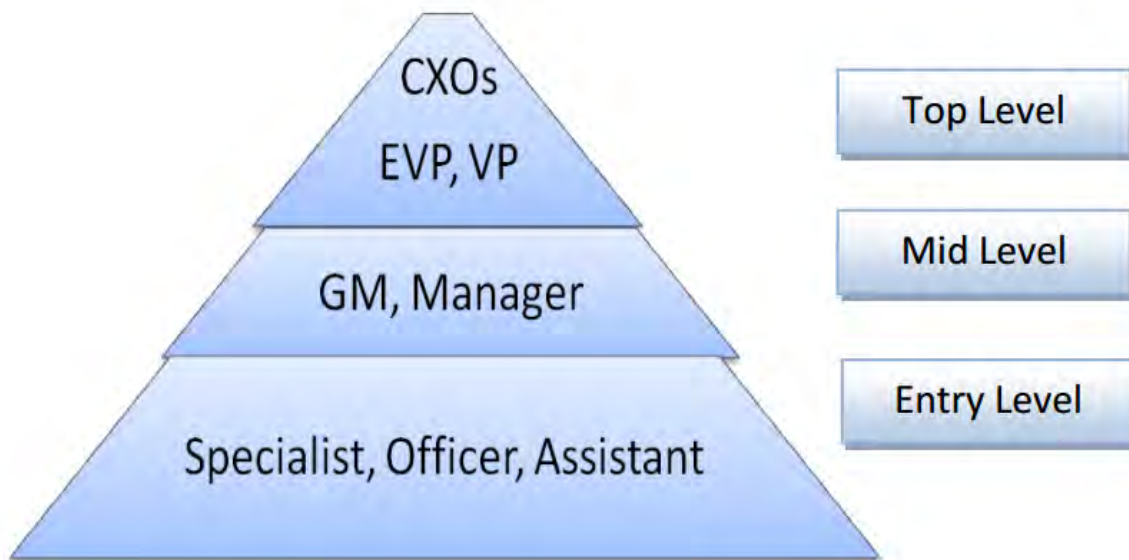 CXOs
EVP, VP
Top Level
GM, Manager
Mid Level
Specialist, Officer, Assistant
Entry Level